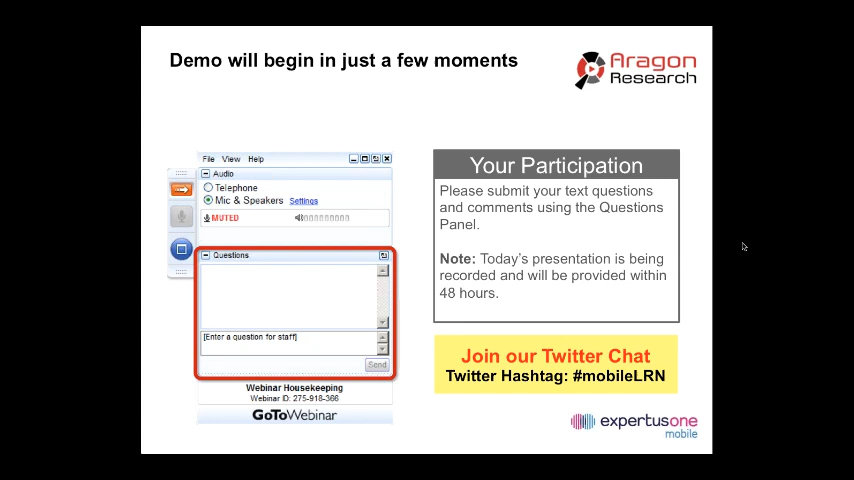 Demo will begin in just a few moments
Aragon
Research
File View Help
Audio
Telephone
Mic & Speakers Settings
MUTED
Questions
[Enter a question for staff]
Send
Webinar Housekeeping
Webinar ID: 275-918-366
GoToWebinar
Your Participation
Please submit your text questions
and comments using the Questions
Panel.
Note: Today's presentation is being
recorded and will be provided within
48 hours.
Join our Twitter Chat
Twitter Hashtag: #mobileLRN
expertusone
mobile